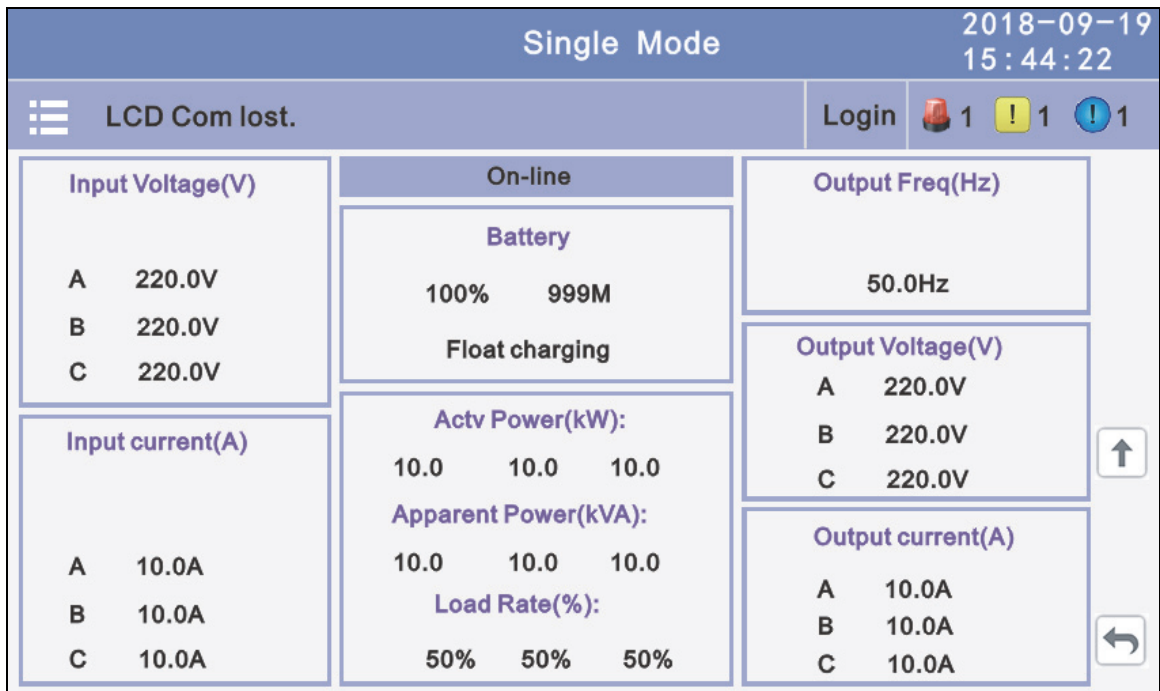 Single Mode
2018-09-19
15:44:22
LCD Com lost.
Login
1
! 1
! 1
Input Voltage(V)
A 220.0V
B 220.0V
C 220.0V
Input current(A)
A 10.0A
B 10.0A
C 10.0A
On-line
Battery
100% 999M
Float charging
Actv Power(kW):
10.0 10.0 10.0
Apparent Power(kVA):
10.0 10.0 10.0
Load Rate(%):
50% 50% 50%
Output Freq(Hz)
50.0Hz
Output Voltage(V)
A 220.0V
B 220.0V
C 220.0V
Output current(A)
A 10.0A
B 10.0A
C 10.0A